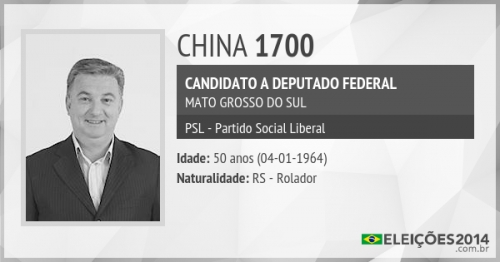 CHINA 1700
CANDIDATO A DEPUTADO FEDERAL
MATO GROSSO DO SUL
PSL - Partido Social Liberal
Idade: 50 anos (04-01-1964)
Naturalidade: RS - Rolador
ELEIÇÕES2014
.com.br